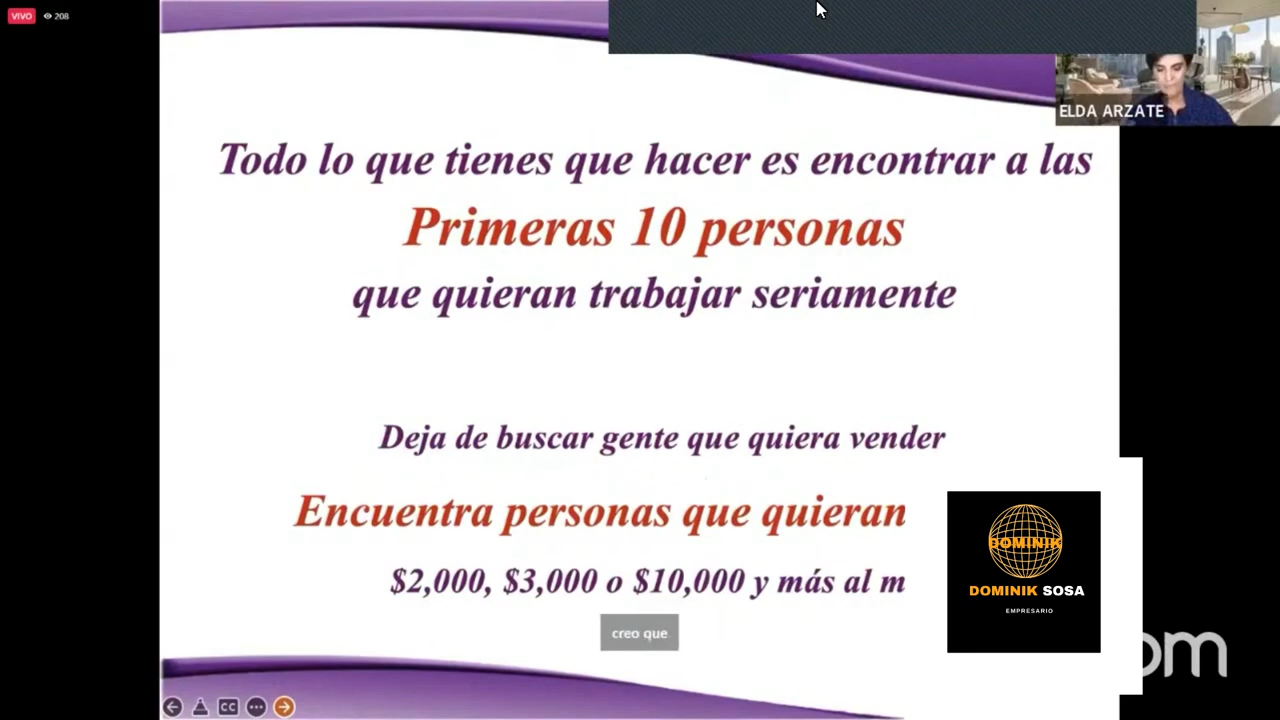 VIVO 208
ELDA ARZATE
Todo lo que tienes que hacer es encontrar a las
Primeras 10 personas
que quieran trabajar seriamente
Deja de buscar gente que quiera vender
Encuentra personas que quieran
$2,000, $3,000 o $10,000 y más al m
DOMINIK
DOMINIK SOSA
EMPRESARIO
creo que
om
CC